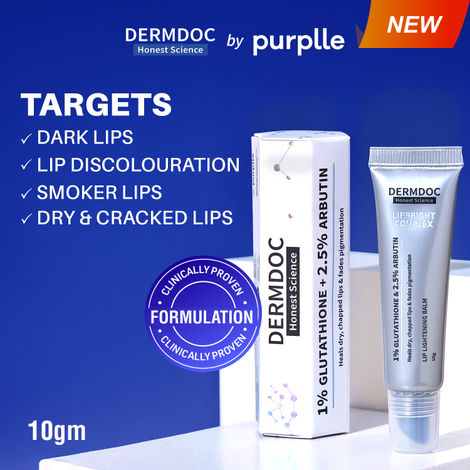 DERMDOC
Honest Science
by purplle
NEW
TARGETS
✓ DARK LIPS
✓ LIP DISCOLOURATION
✓ SMOKER LIPS
✓ DRY & CRACKED LIPS
CLINICALLY PROVEN
FORMULATION
CLINICALLY PROVEN
10gm
DERMDOC
Honest Science
1% GLUTATHIONE + 2.5% ARBUTIN
Heals dry, chapped lips & fades pigmentation
DERMDOC
Honest Science
LIPBRIGHT
COMPLEX
1% GLUTATHIONE & 2.5% ARBUTIN
Heals dry, chapped lips & fades pigmentation
LIP LIGHTENING BALM
10g